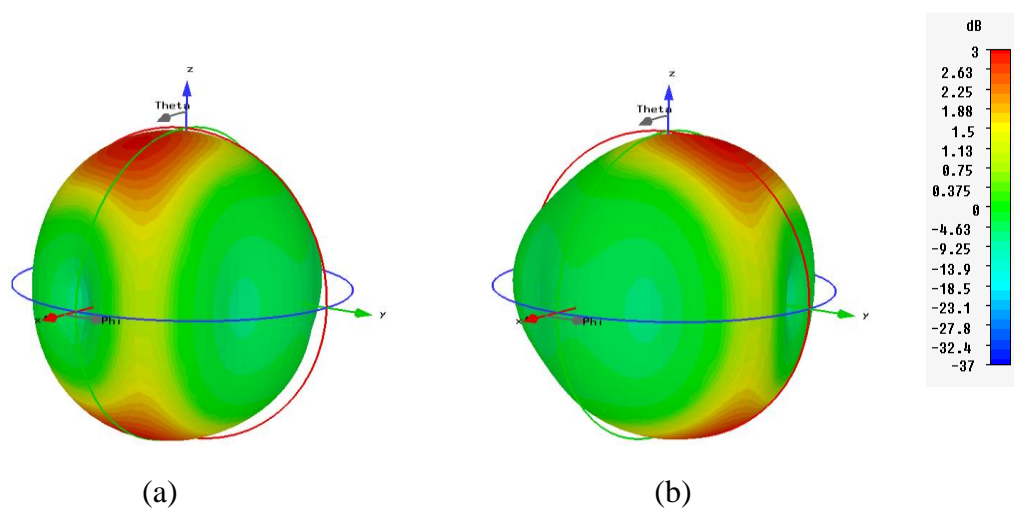 z
Theta
x
Phi
y
(a)
z
Theta
x
Phi
y
(b)
dB
3
2.63
2.25
1.88
1.5
1.13
0.75
0.375
0
-4.63
-9.25
-13.9
-18.5
-23.1
-27.8
-32.4
-37